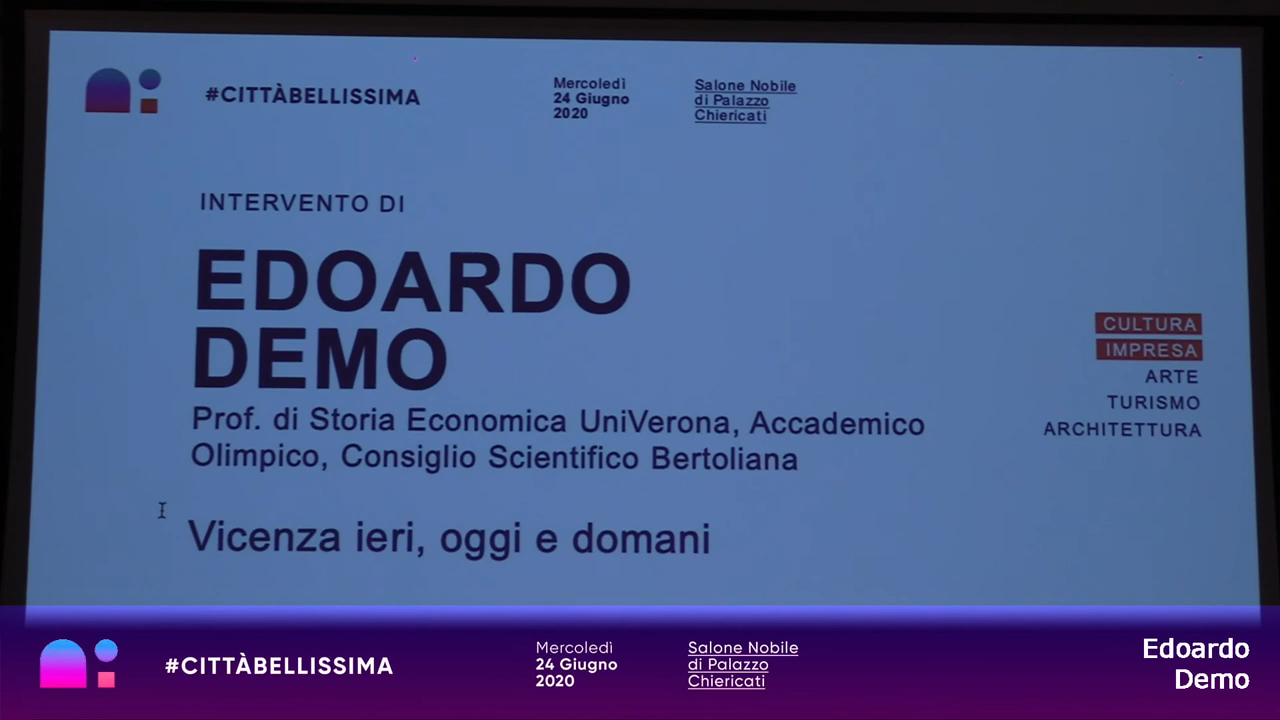 #CITTÀBELLISSIMA
Mercoledì
24 Giugno
2020
Salone Nobile
di Palazzo
Chiericati
INTERVENTO DI
EDOARDO
DEMO
Prof. di Storia Economica UniVerona, Accademico
Olimpico, Consiglio Scientifico Bertoliana
Vicenza ieri, oggi e domani
CULTURA
IMPRESA
ARTE
TURISMO
ARCHITETTURA
#CITTÀBELLISSIMA
Mercoledì
24 Giugno
2020
Salone Nobile
di Palazzo
Chiericati
Edoardo
Demo